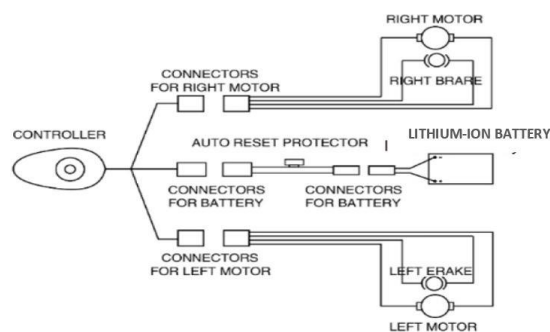 RIGHT MOTOR
RIGHT BRARE
CONNECTORS
FOR RIGHT MOTOR
CONTROLLER
AUTO RESET PROTECTOR
LITHIUM-ION BATTERY
CONNECTORS
FOR BATTERY
CONNECTORS
FOR BATTERY
CONNECTORS
FOR LEFT MOTOR
LEFT ERAKE
LEFT MOTOR